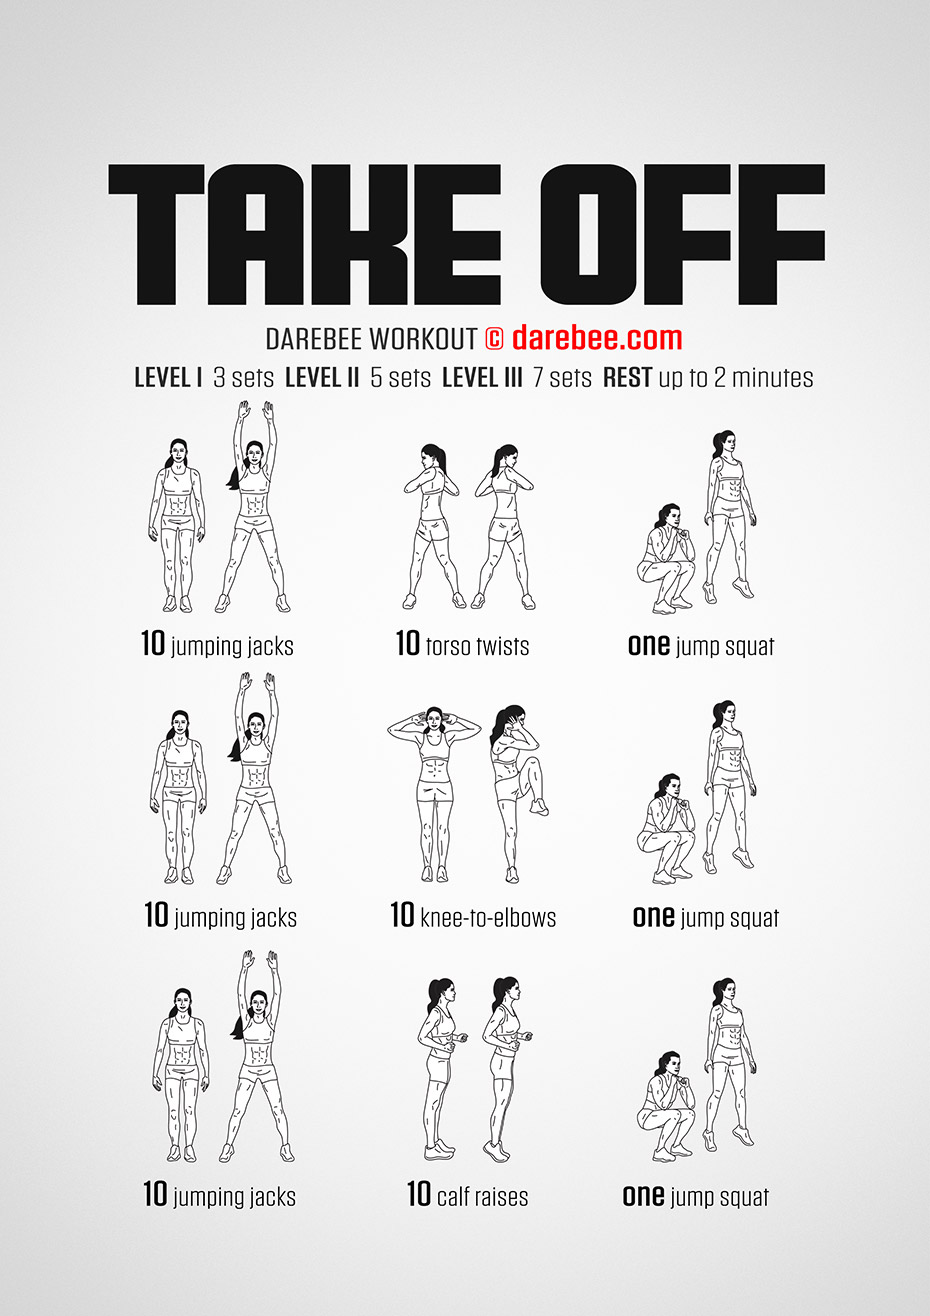 TAKE OFF
DAREBEE WORKOUT © darebee.com
LEVEL I 3 sets LEVEL II 5 sets LEVEL III 7 sets REST up to 2 minutes
10 jumping jacks
10 torso twists
one jump squat
10 jumping jacks
10 knee-to-elbows
one jump squat
10 jumping jacks
10 calf raises
one jump squat